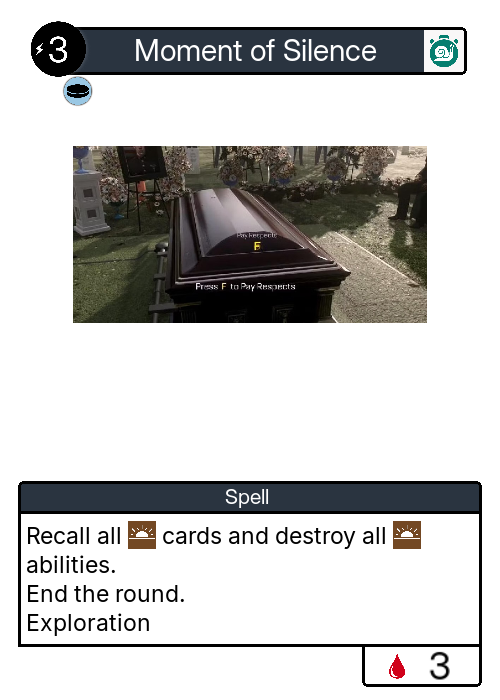 3
Moment of Silence
Pay Respects
F
Press F to Pay Respects
Spell
Recall all cards and destroy all
abilities.
End the round.
Exploration
3